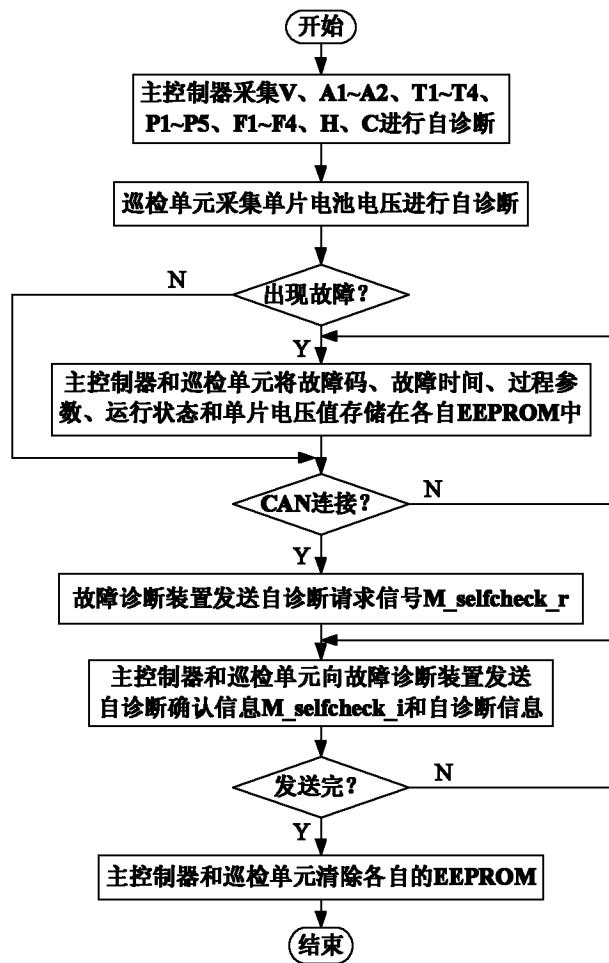 开始
主控制器采集V、A1~A2、T1~T4、
P1~P5、F1~F4、H、C进行自诊断
巡检单元采集单片电池电压进行自诊断
N
出现故障？
Y
主控制器和巡检单元将故障码、故障时间、过程参
数、运行状态和单片电压值存储在各自EEPROM中
CAN连接？
N
Y
故障诊断装置发送自诊断请求信号M_selfcheck_r
主控制器和巡检单元向故障诊断装置发送
自诊断确认信息M_selfcheck_i和自诊断信息
发送完？
N
Y
主控制器和巡检单元清除各自的EEPROM
结束